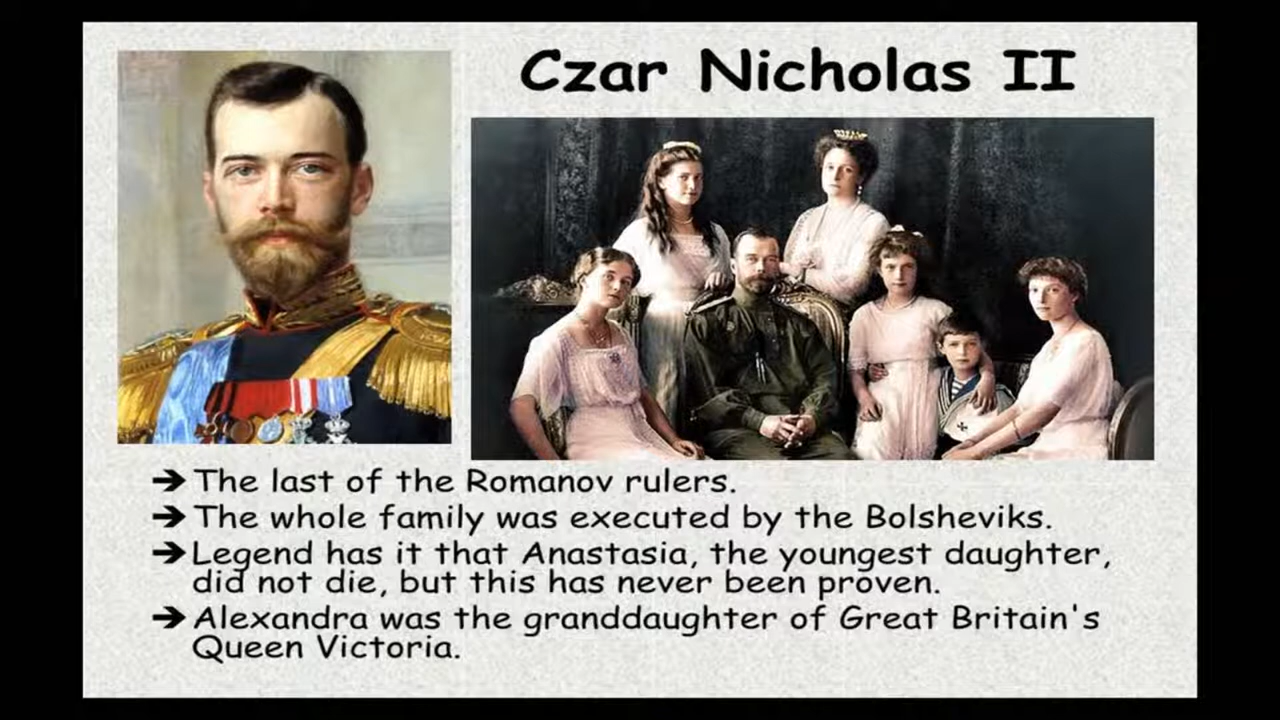 Czar Nicholas II
➔ The last of the Romanov rulers.
➔ The whole family was executed by the Bolsheviks.
➔ Legend has it that Anastasia, the youngest daughter,
did not die, but this has never been proven.
➔ Alexandra was the granddaughter of Great Britain's
Queen Victoria.